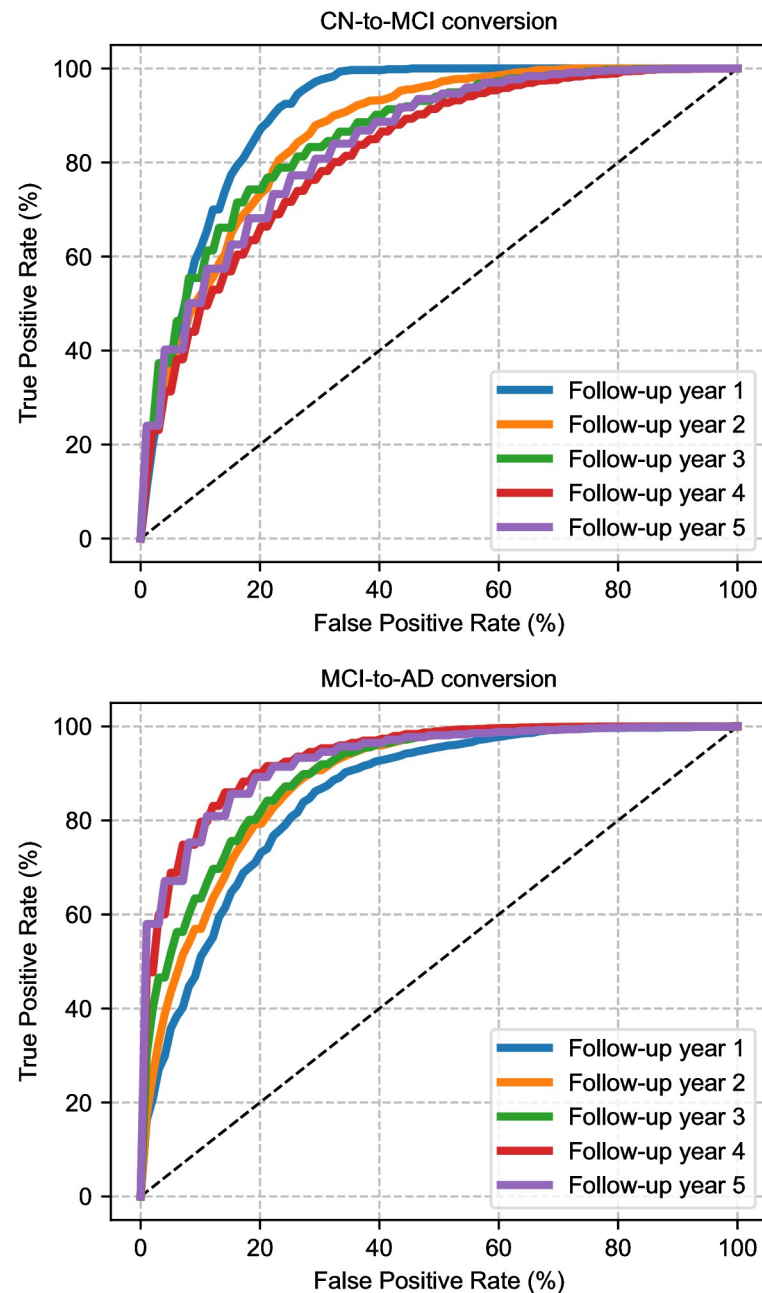 CN-to-MCI conversion
100
80
60
40
20
0
True Positive Rate (%)
Follow-up year 1
Follow-up year 2
Follow-up year 3
Follow-up year 4
Follow-up year 5
0 20 40 60 80 100
False Positive Rate (%)
MCI-to-AD conversion
100
80
60
40
20
0
True Positive Rate (%)
Follow-up year 1
Follow-up year 2
Follow-up year 3
Follow-up year 4
Follow-up year 5
0 20 40 60 80 100
False Positive Rate (%)